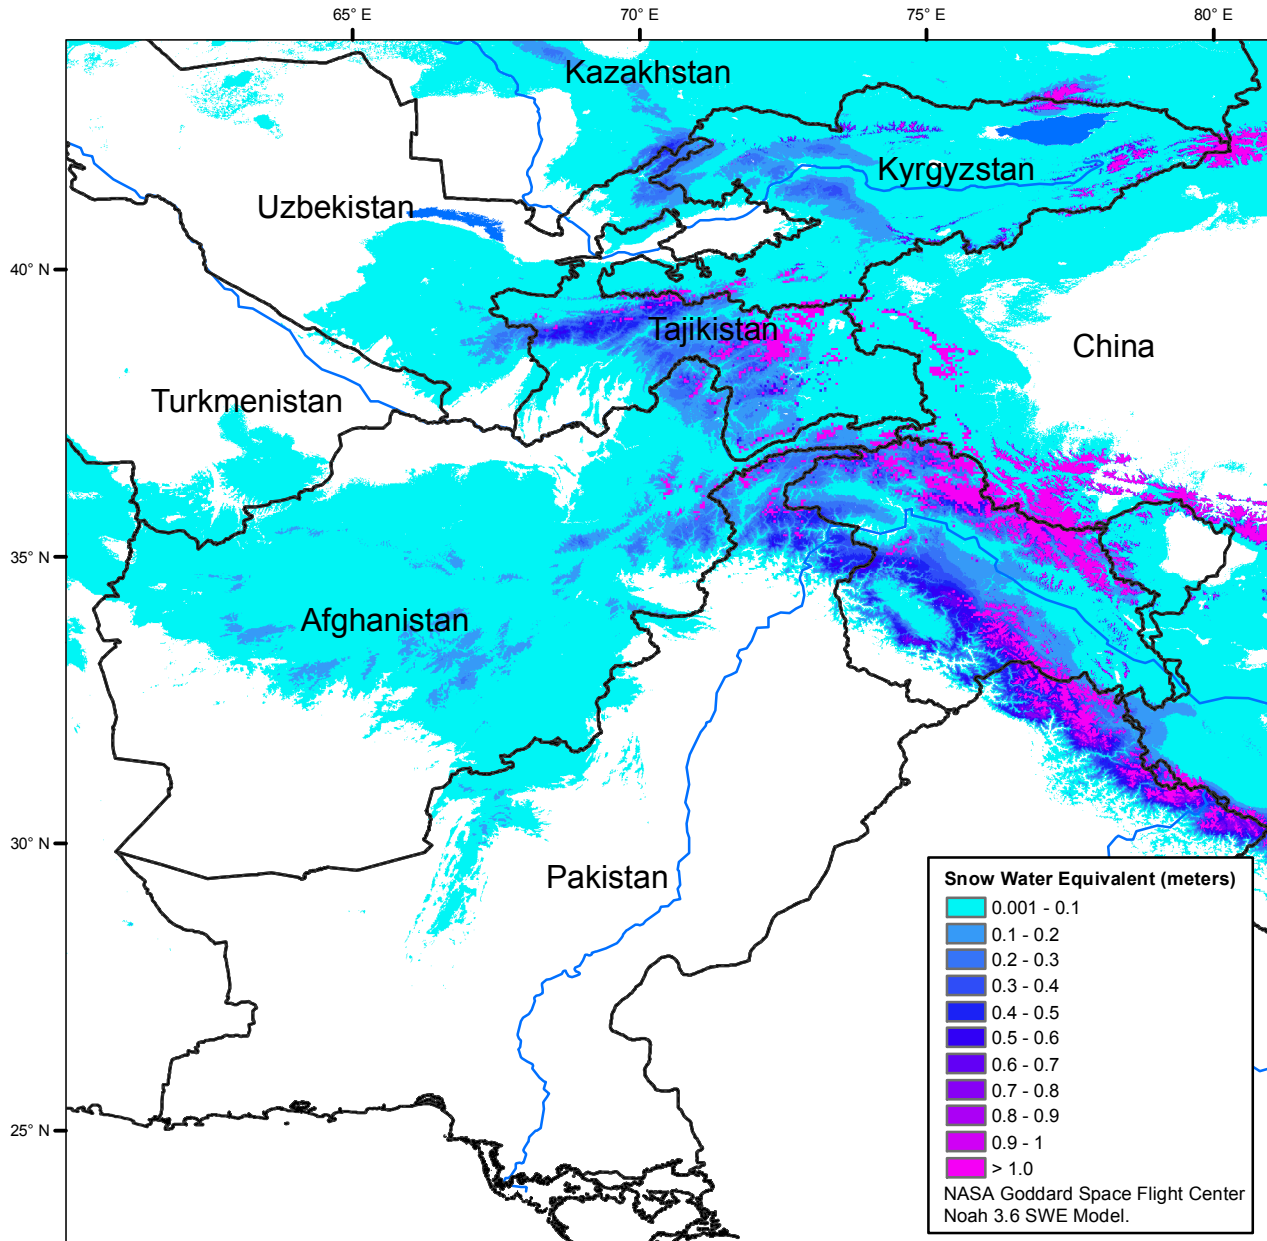 65° E
70° E
75° E
80° E
Kazakhstan
Kyrgyzstan
Uzbekistan
40° N
Tajikistan
China
Turkmenistan
35° N
Afghanistan
30° N
Pakistan
25° N
Snow Water Equivalent (meters)
0.001 - 0.1
0.1 - 0.2
0.2 - 0.3
0.3 - 0.4
0.4 - 0.5
0.5 - 0.6
0.6 - 0.7
0.7 - 0.8
0.8 - 0.9
0.9 - 1
> 1.0
NASA Goddard Space Flight Center
Noah 3.6 SWE Model.